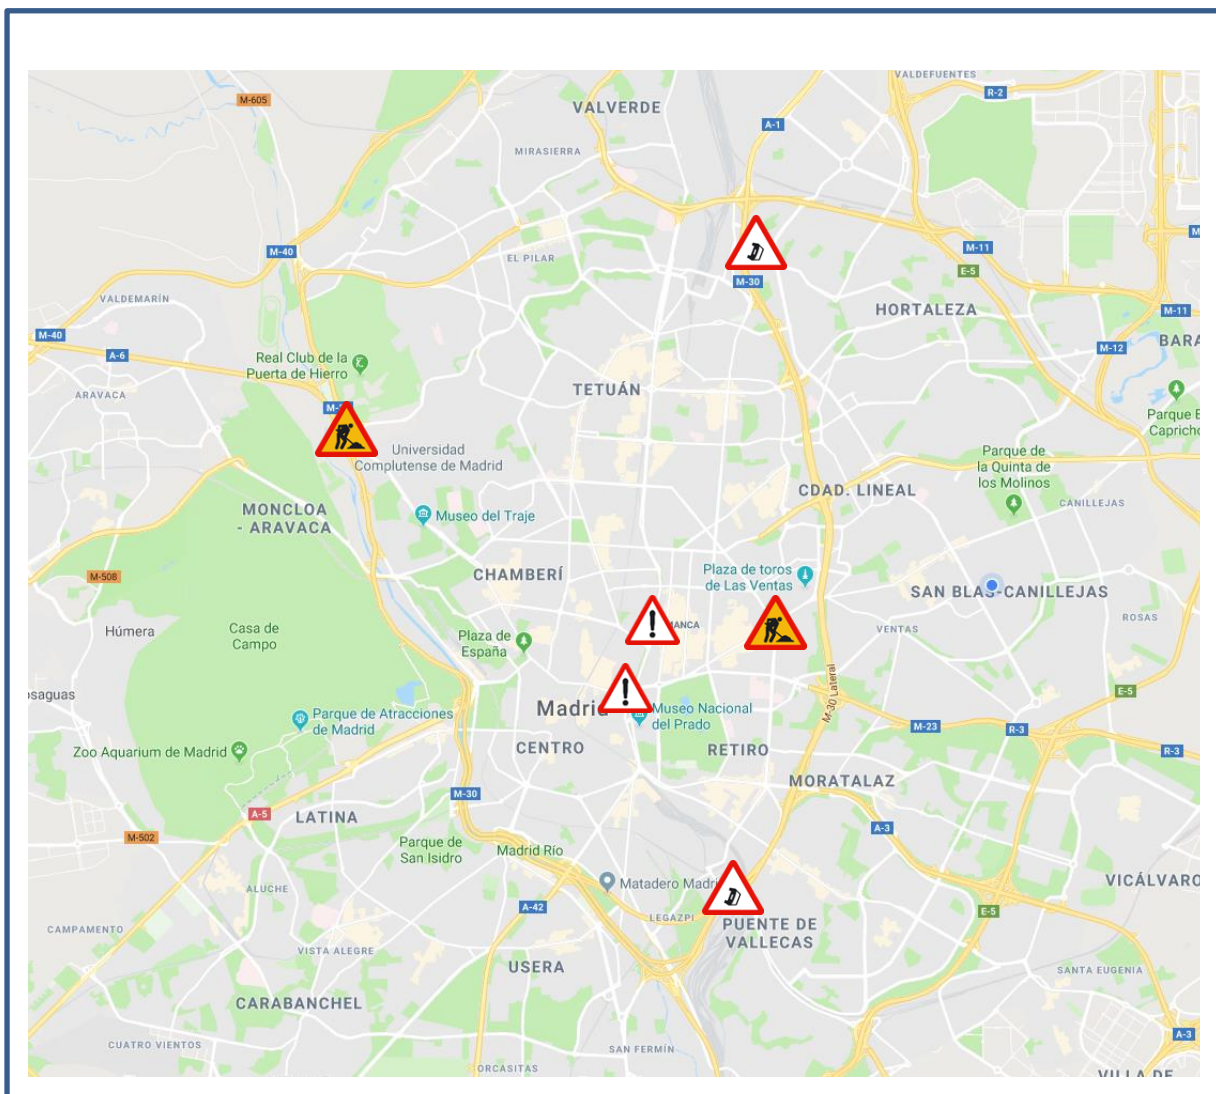 VALDEFUENTES
M-605
R-2
VALVERDE
A-1
MIRASIERRA
M-40
EL PILAR
M-11
E-5
M-30
VALDEMARÍN
HORTALEZA
M-11
M-40
A-6
M-12
Real Club de la
Puerta de Hierro
TETUÁN
ARAVACA
Parque
Universidad
Complutense de Madrid
Parque de
la Quinta de
los Molinos
CDAD. LINEAL
CANILLEJAS
MONCLOA
- ARAVACA
Museo del Traje
CHAMBERÍ
Plaza de toros
de Las Ventas
M-508
SAN BLAS-CANILLEJAS
ROSAS
VENTAS
Húmera
Casa de
Campo
Plaza de
España
E-5
Parque de Atracciones
de Madrid
Museo Nacional
del Prado
M-30 Lateral
M-23
R-3
R-3
Zoo Aquarium de Madrid
CENTRO
RETIRO
MORATALAZ
M-30
A-5
LATINA
A-3
M-502
Parque de
San Isidro
Madrid Río
Matadero
VICÁLVARO
ALUCHE
A-42
E-5
LEGAZPI
CAMPAMENTO
VISTA ALEGRE
PUENTE DE
VALLECAS
USERA
SANTA EUGENIA
CARABANCHEL
A-3
CUATRO VIENTOS
SAN FERMÍN
ORCASITAS
VILLA DE